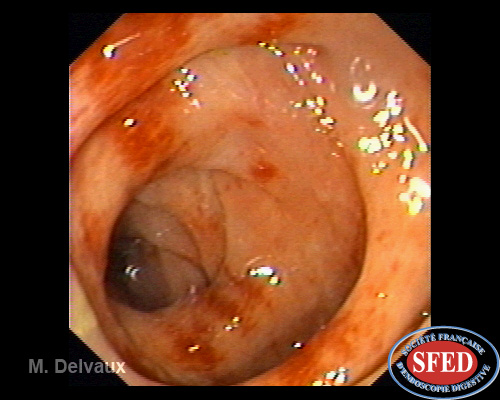 M. Delvaux
SOCIÉTÉ FRANÇAISE
SFED
D'ENDOSCOPIE DIGESTIVE